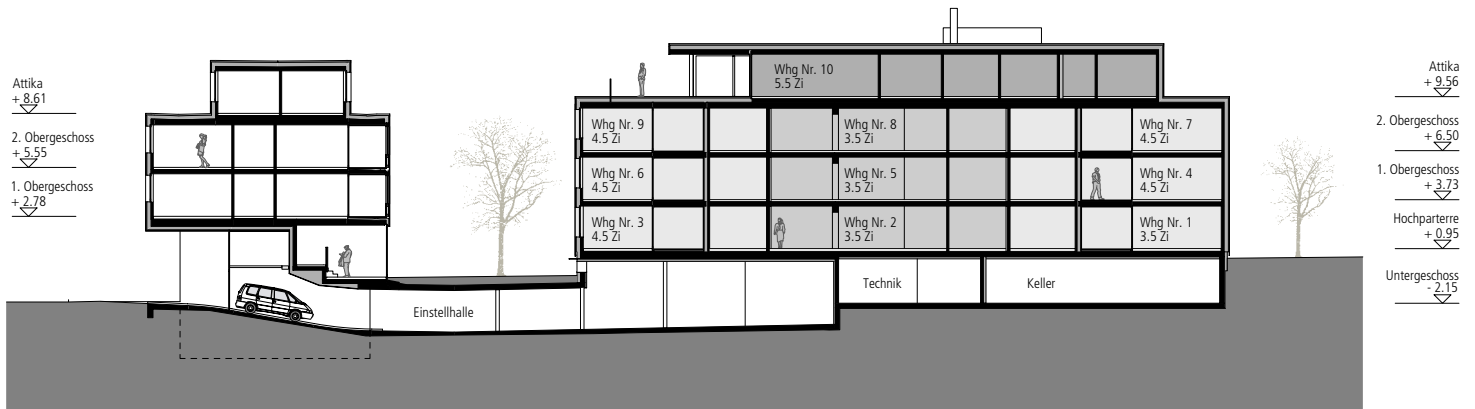 Attika
+ 8.61
2. Obergeschoss
+ 5.55
1. Obergeschoss
+ 2.78
Whg Nr. 10
5.5 Zi
Whg Nr. 9
4.5 Zi
Whg Nr. 8
3.5 Zi
Whg Nr. 7
4.5 Zi
Whg Nr. 6
4.5 Zi
Whg Nr. 5
3.5 Zi
Whg Nr. 4
4.5 Zi
Whg Nr. 3
4.5 Zi
Whg Nr. 2
3.5 Zi
Whg Nr. 1
3.5 Zi
Einstellhalle
Technik
Keller
Attika
+ 9.56
2. Obergeschoss
+ 6.50
1. Obergeschoss
+ 3.73
Hochparterre
+ 0.95
Untergeschoss
- 2.15